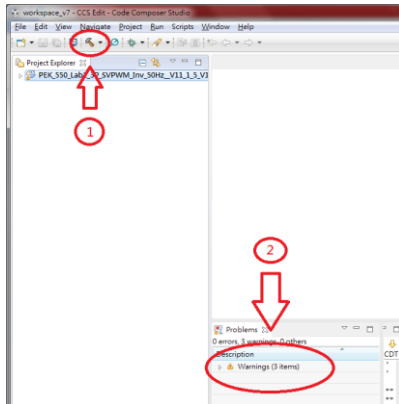 workspace_v7 - CCS Edit - Code Composer Studio
File Edit View Navigate Project Run Scripts Window Help
Project Explorer
PEK_550_Lab1_3P_SVPWM_Inv_50Hz_V11_1_5_V1
1
2
Problems
0 errors, 3 warnings, 0 others
Description
CDT
Warnings (3 items)